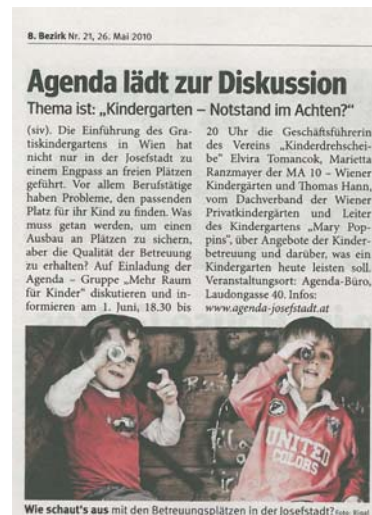 8. Bezirk Nr. 21, 26. Mai 2010
Agenda lädt zur Diskussion
Thema ist: „Kindergarten – Notstand im Achten?"
(siv). Die Einführung des Gra-
tiskindergartens in Wien hat
nicht nur in der Josefstadt zu
einem Engpass an freien Plätzen
geführt. Vor allem Berufstätige
haben Probleme, den passenden
Platz für ihr Kind zu finden. Was
muss getan werden, um einen
Ausbau an Plätzen zu sichern,
aber die Qualität der Betreuung
zu erhalten? Auf Einladung der
Agenda – Gruppe „Mehr Raum
für Kinder" diskutieren und in-
formieren am 1. Juni, 18.30 bis
20 Uhr die Geschäftsführerin
des Vereins „Kinderdrehschei-
be" Elvira Tomancok, Marietta
Ranzmayer der MA 10 – Wiener
Kindergärten und Thomas Hann,
vom Dachverband der Wiener
Privatkindergärten und Leiter
des Kindergartens „Mary Pop-
pins", über Angebote der Kinder-
betreuung und darüber, was ein
Kindergarten heute leisten soll.
Veranstaltungsort: Agenda-Büro,
Laudongasse 40. Infos:
www.agenda-josefstadt.at
UNITED
COLORS
Wie schaut's aus mit den Betreuungsplätzen in der Josefstadt? Foto: